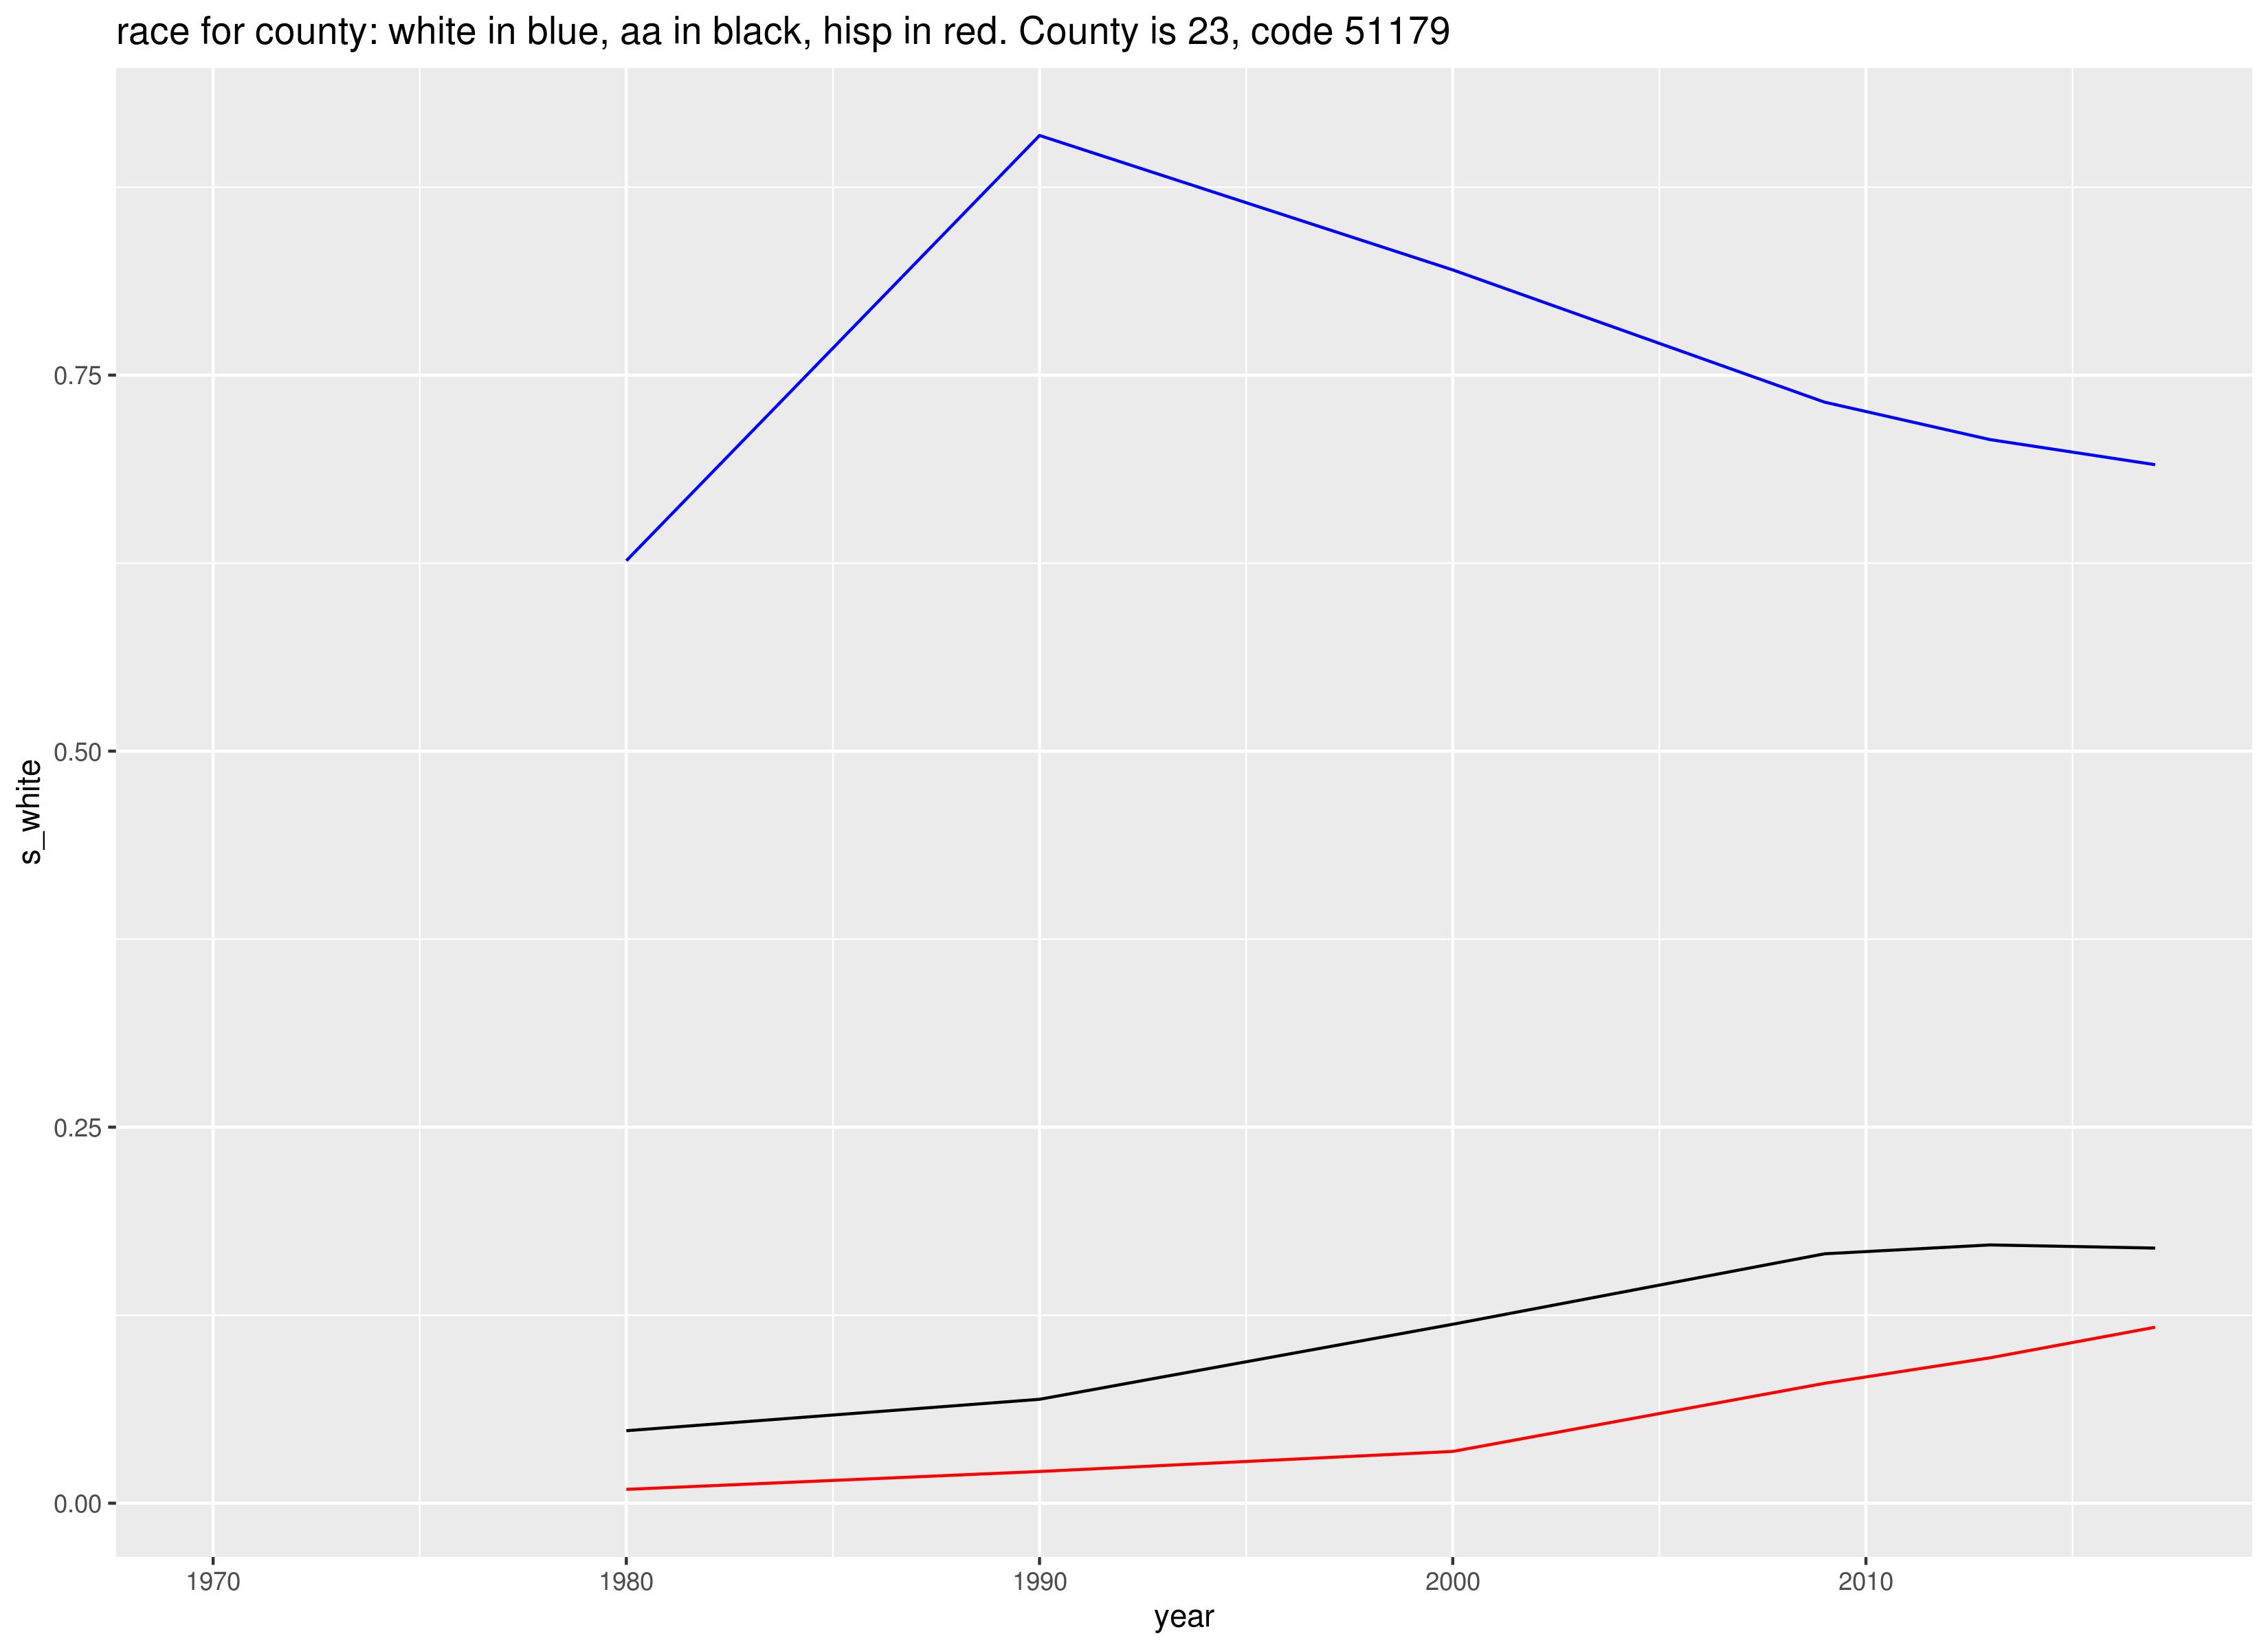 race for county: white in blue, aa in black, hisp in red. County is 23, code 51179
0.75
0.50
0.25
0.00
s_white
1970 1980 1990 2000 2010
year